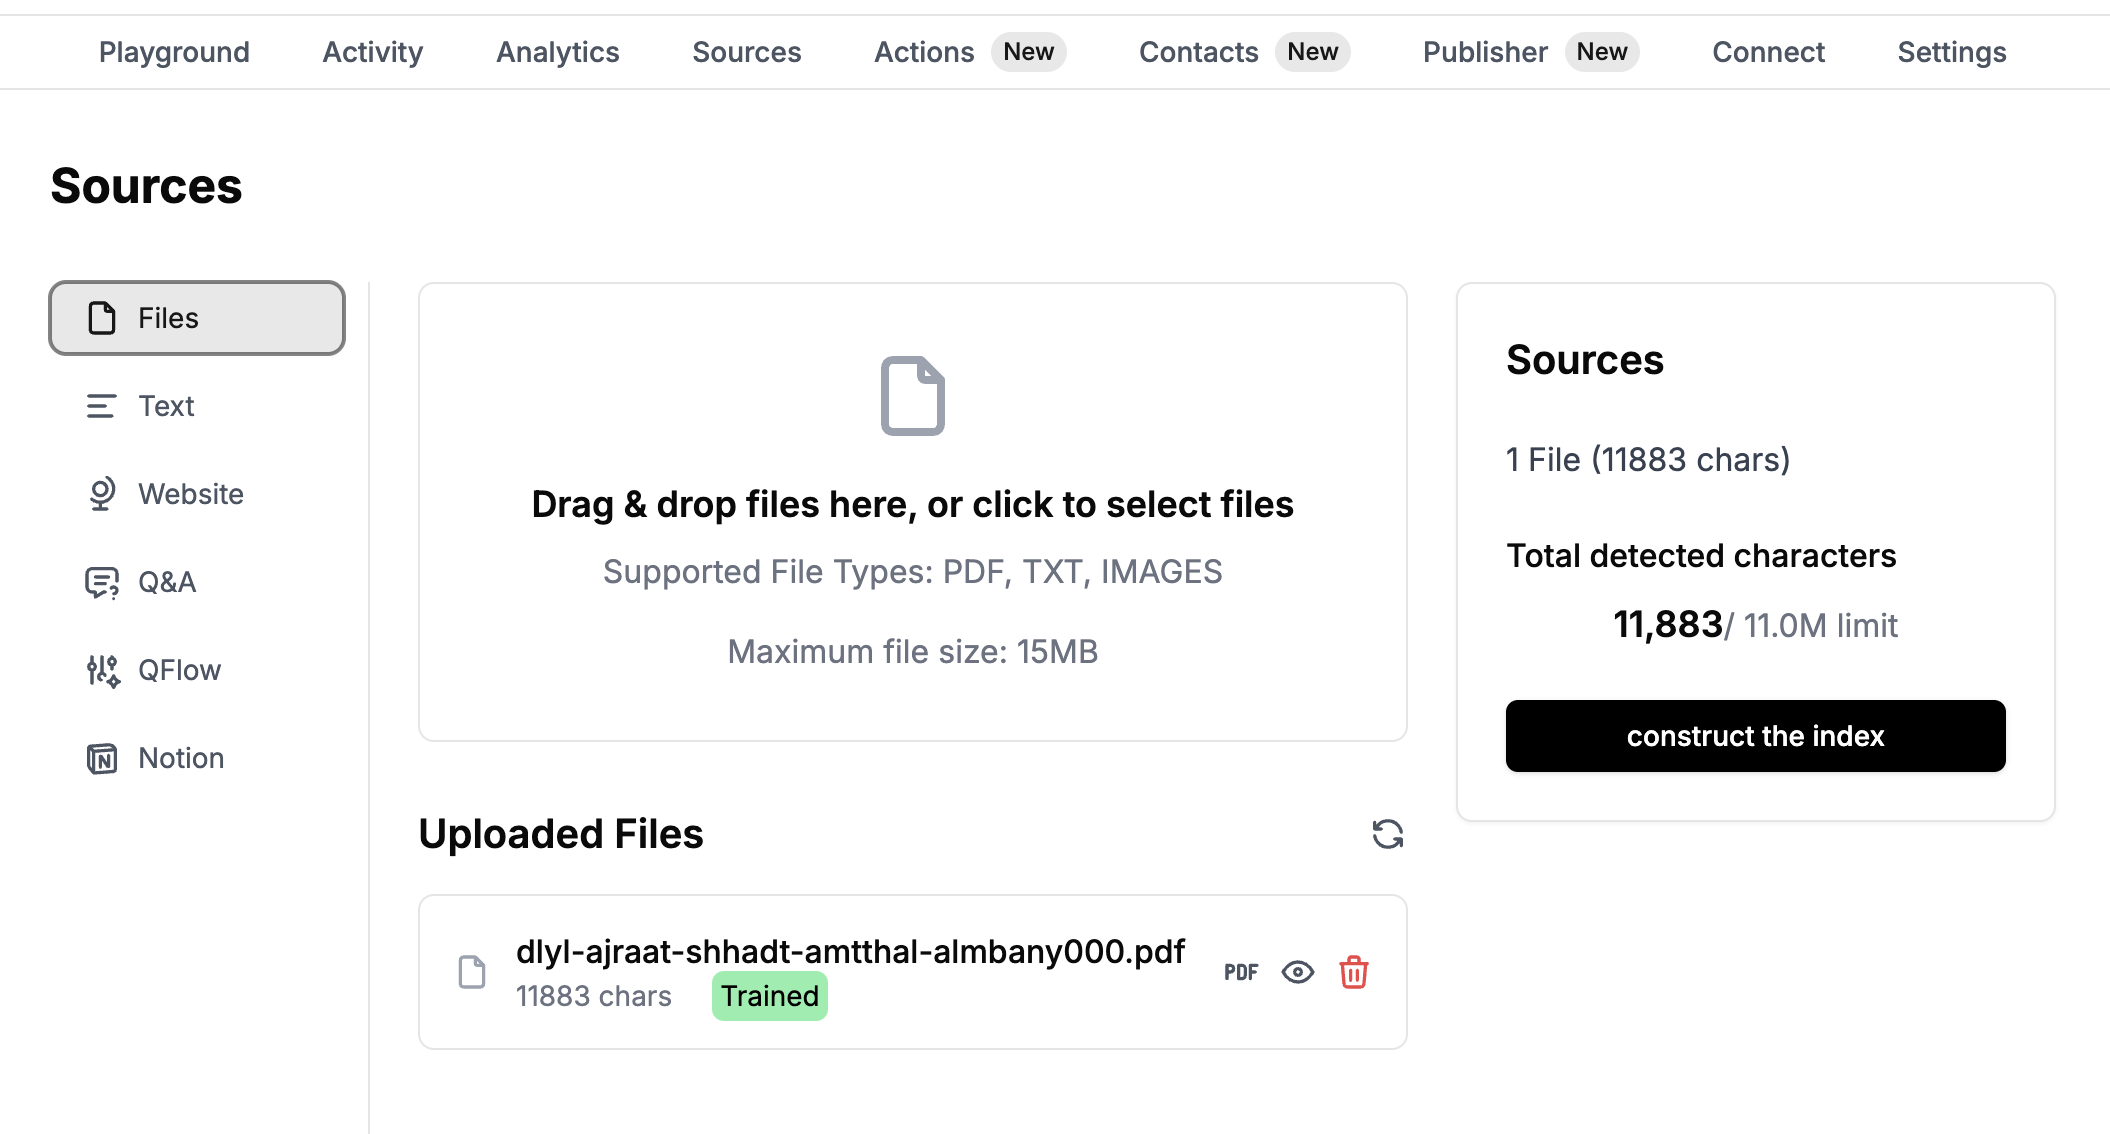 Playground Activity Analytics Sources Actions New Contacts New Publisher New Connect Settings
Sources
Files
Text
Website
Q&A
QFlow
Notion
Drag & drop files here, or click to select files
Supported File Types: PDF, TXT, IMAGES
Maximum file size: 15MB
Uploaded Files
dlyl-ajraat-shhadt-amtthal-almbany000.pdf
11883 chars Trained
PDF
Sources
1 File (11883 chars)
Total detected characters
11,883/ 11.0M limit
construct the index